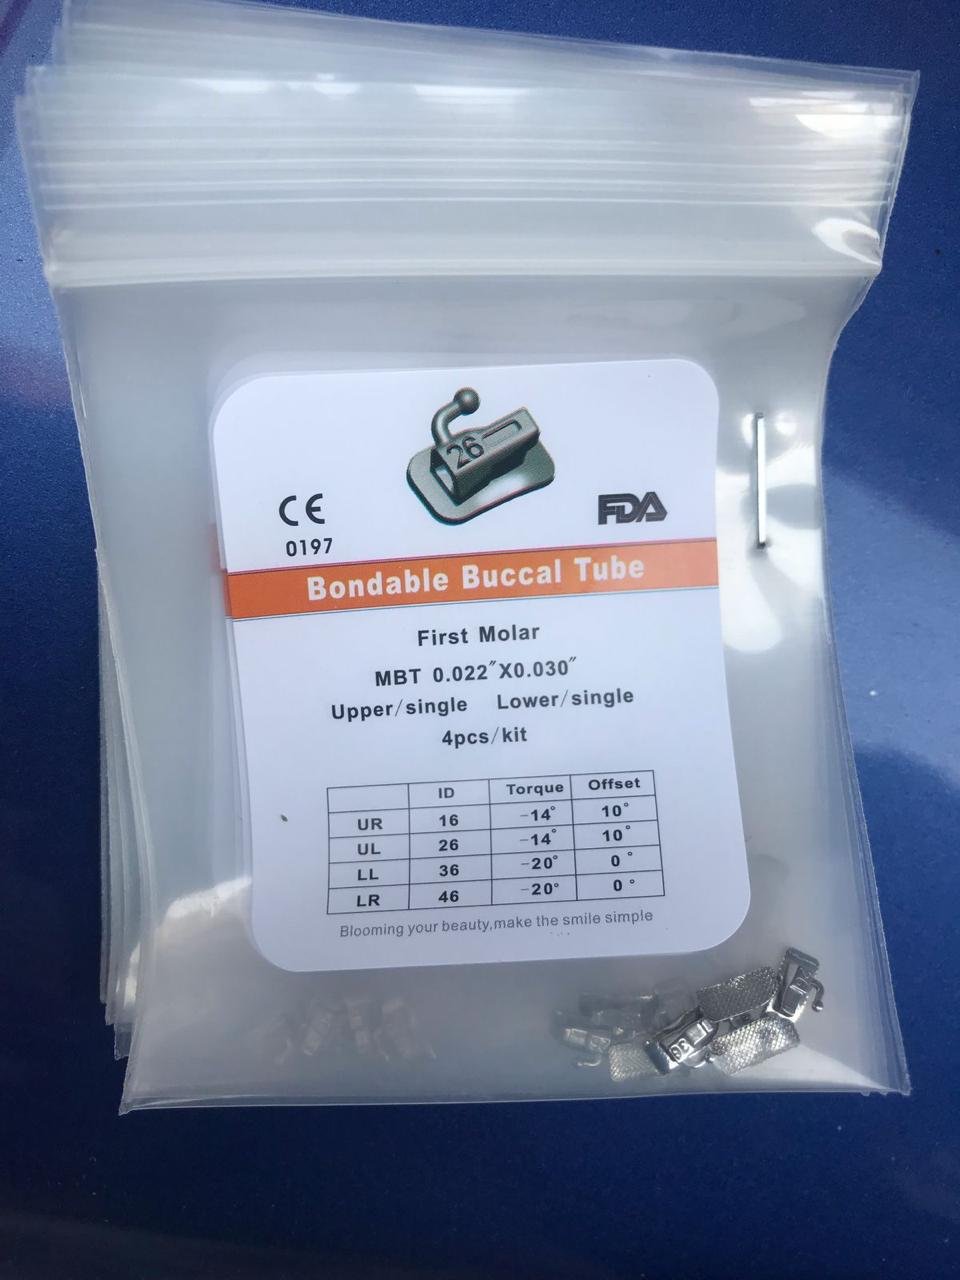 26
CE
0197
FDA
Bondable Buccal Tube
First Molar
MBT 0.022″X0.030″
Upper/single Lower/single
4pcs/kit
ID Torque Offset
UR 16 -14° 10°
UL 26 -14° 10°
LL 36 -20° 0°
LR 46 -20° 0°
Blooming your beauty,make the smile simple
36